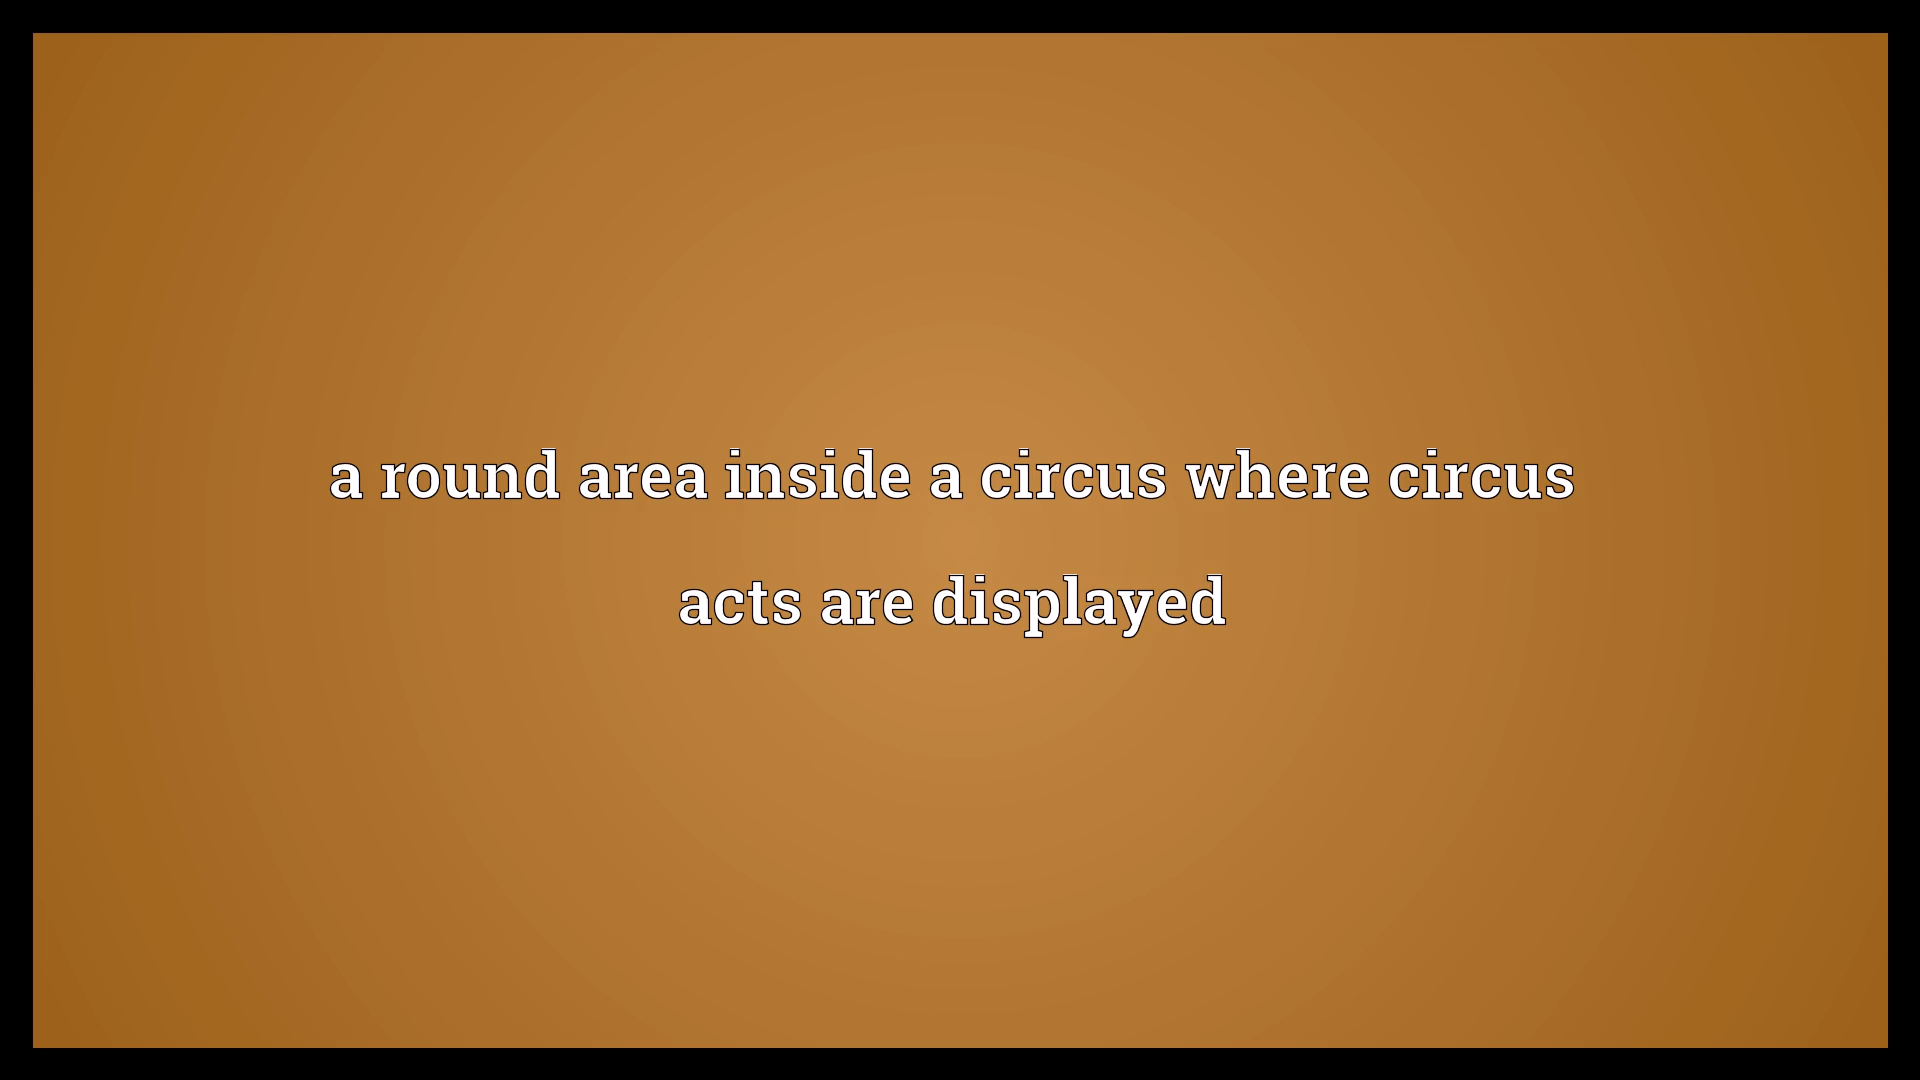 a round area inside a circus where circus
acts are displayed